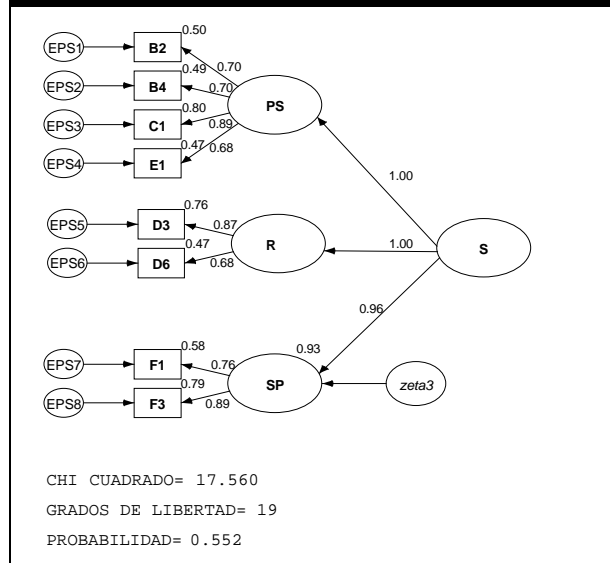 0.50
EPS1 B2
0.70
0.49
EPS2 B4 0.70 PS
0.80
EPS3 C1 0.89
0.47 0.68
EPS4 E1
1.00
0.76
EPS5 D3 0.87
0.47 R 1.00 S
EPS6 D6 0.68
0.96
0.58 0.93
EPS7 F1 0.76
0.79 SP zeta3
EPS8 F3 0.89
CHI CUADRADO= 17.560
GRADOS DE LIBERTAD= 19
PROBABILIDAD= 0.552